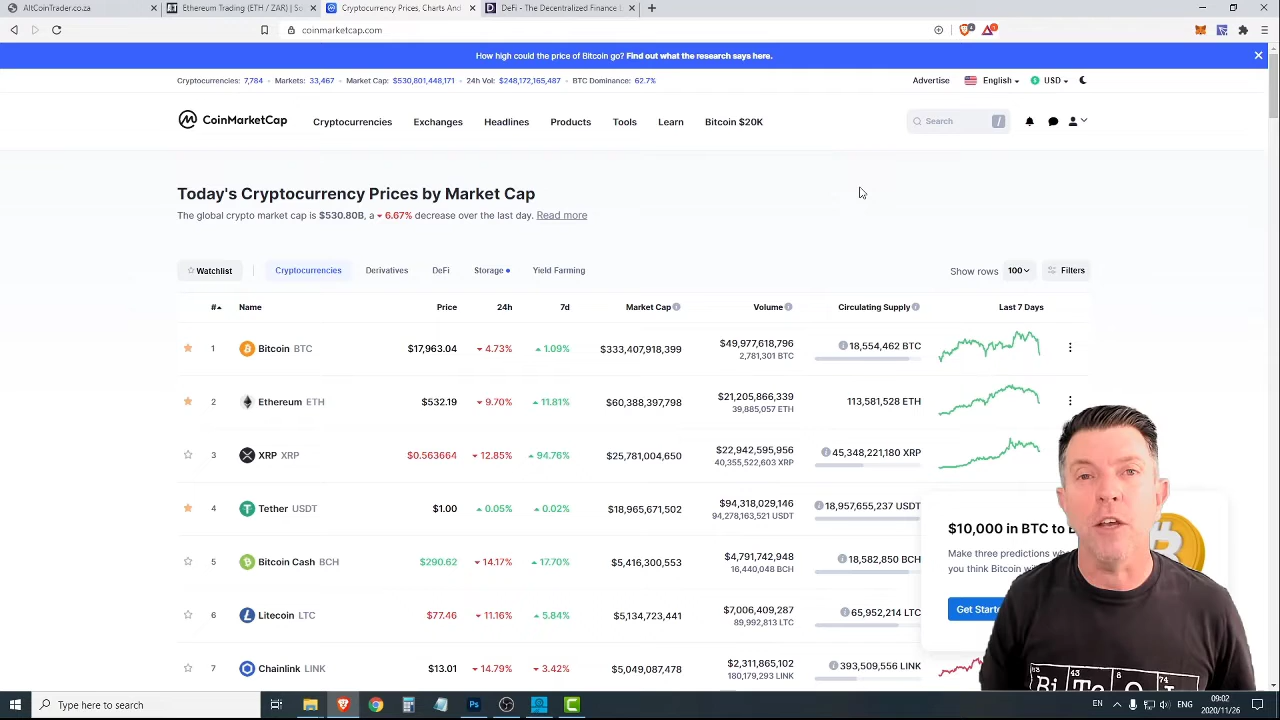 AltCoinTrader.co.za
Ethereum Trading (ETH / ZAR) | Su
Cryptocurrency Prices, Charts And
DeFi - The Decentralized Finance L
coinmarketcap.com
How high could the price of Bitcoin go? Find out what the research says here.
Cryptocurrencies: 7,784 • Markets: 33,467 • Market Cap: $530,801,448,171 • 24h Vol: $248,172,165,487 • BTC Dominance: 62.7%
Advertise English USD
CoinMarketCap
Cryptocurrencies Exchanges Headlines Products Tools Learn Bitcoin $20K
Search /
Today's Cryptocurrency Prices by Market Cap
The global crypto market cap is $530.80B, a 6.67% decrease over the last day. Read more
Watchlist Cryptocurrencies Derivatives DeFi Storage Yield Farming
Show rows 100 Filters
# Name Price 24h 7d Market Cap Volume Circulating Supply Last 7 Days
1 Bitcoin BTC $17,963.04 4.73% 1.09% $333,407,918,399 $49,977,618,796 18,554,462 BTC
2,781,301 BTC
2 Ethereum ETH $532.19 9.70% 11.81% $60,388,397,798 $21,205,866,339 113,581,528 ETH
39,885,057 ETH
3 XRP XRP $0.563664 12.85% 94.76% $25,781,004,650 $22,942,595,956 45,348,221,180 XRP
40,355,522,603 XRP
4 Tether USDT $1.00 0.05% 0.02% $18,965,671,502 $94,318,029,146 18,957,655,237 USDT
94,278,163,521 USDT
5 Bitcoin Cash BCH $290.62 14.17% 17.70% $5,416,300,553 $4,791,742,948 18,582,850 BCH
16,440,048 BCH
6 Litecoin LTC $77.46 11.16% 5.84% $5,134,723,441 $7,006,409,287 65,952,214 LTC
89,992,813 LTC
7 Chainlink LINK $13.01 14.79% 3.42% $5,049,087,478 $2,311,865,102 393,509,556 LINK
180,179,293 LINK
$10,000 in BTC to
Make three predictions
you think Bitcoin
Get
Type here to search
EN ENG
09:02
2020/11/26